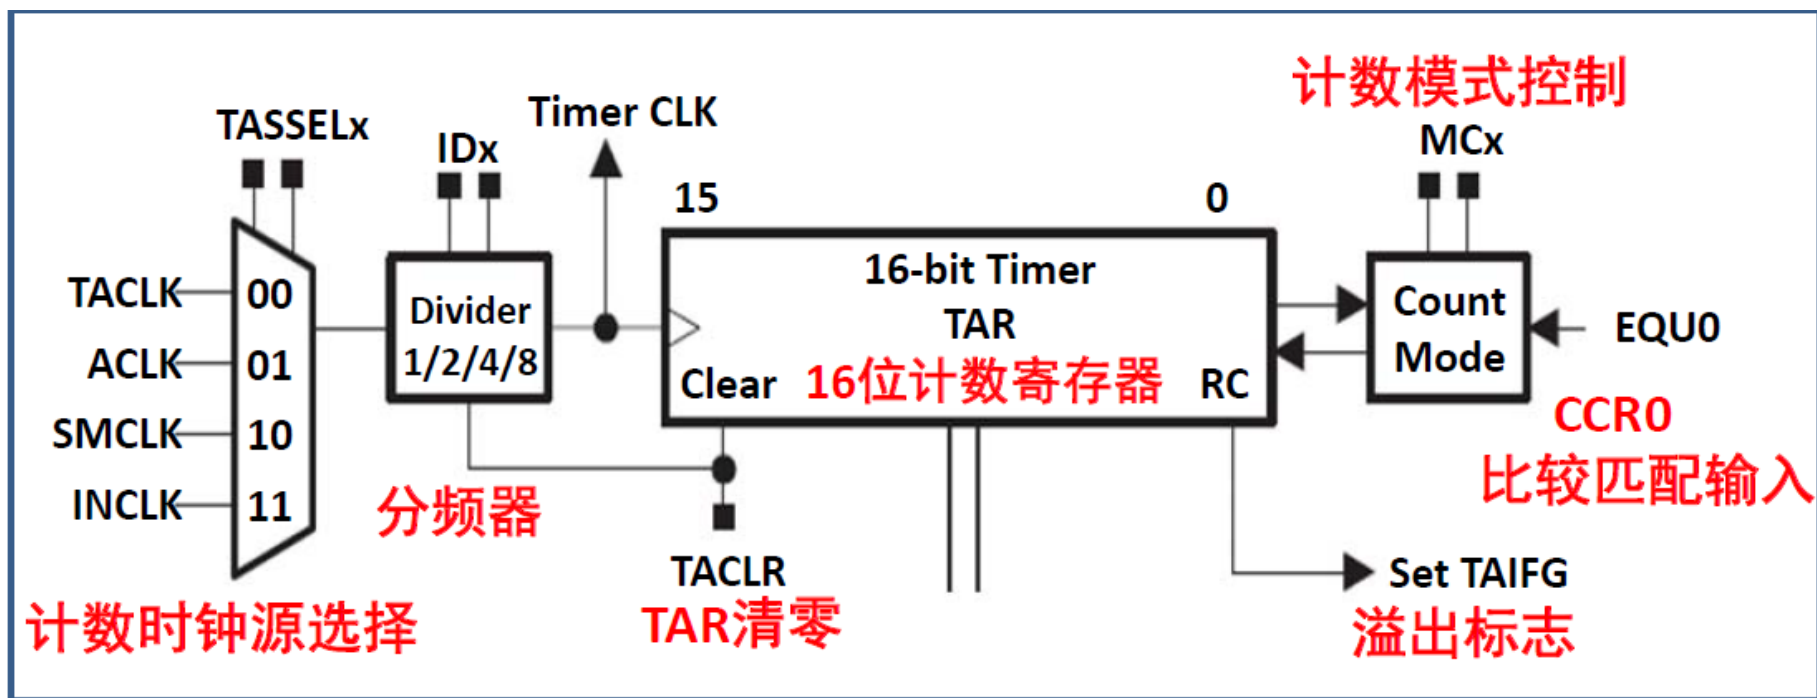 计数模式控制
TASSELx
IDx
Timer CLK
MCx
15
0
TACLK
00
ACLK
01
SMCLK
10
INCLK
11
Divider
1/2/4/8
16-bit Timer
TAR
Clear
16位计数寄存器
RC
Count
Mode
EQU0
CCR0
比较匹配输入
分频器
TACLR
TAR清零
Set TAIFG
溢出标志
计数时钟源选择